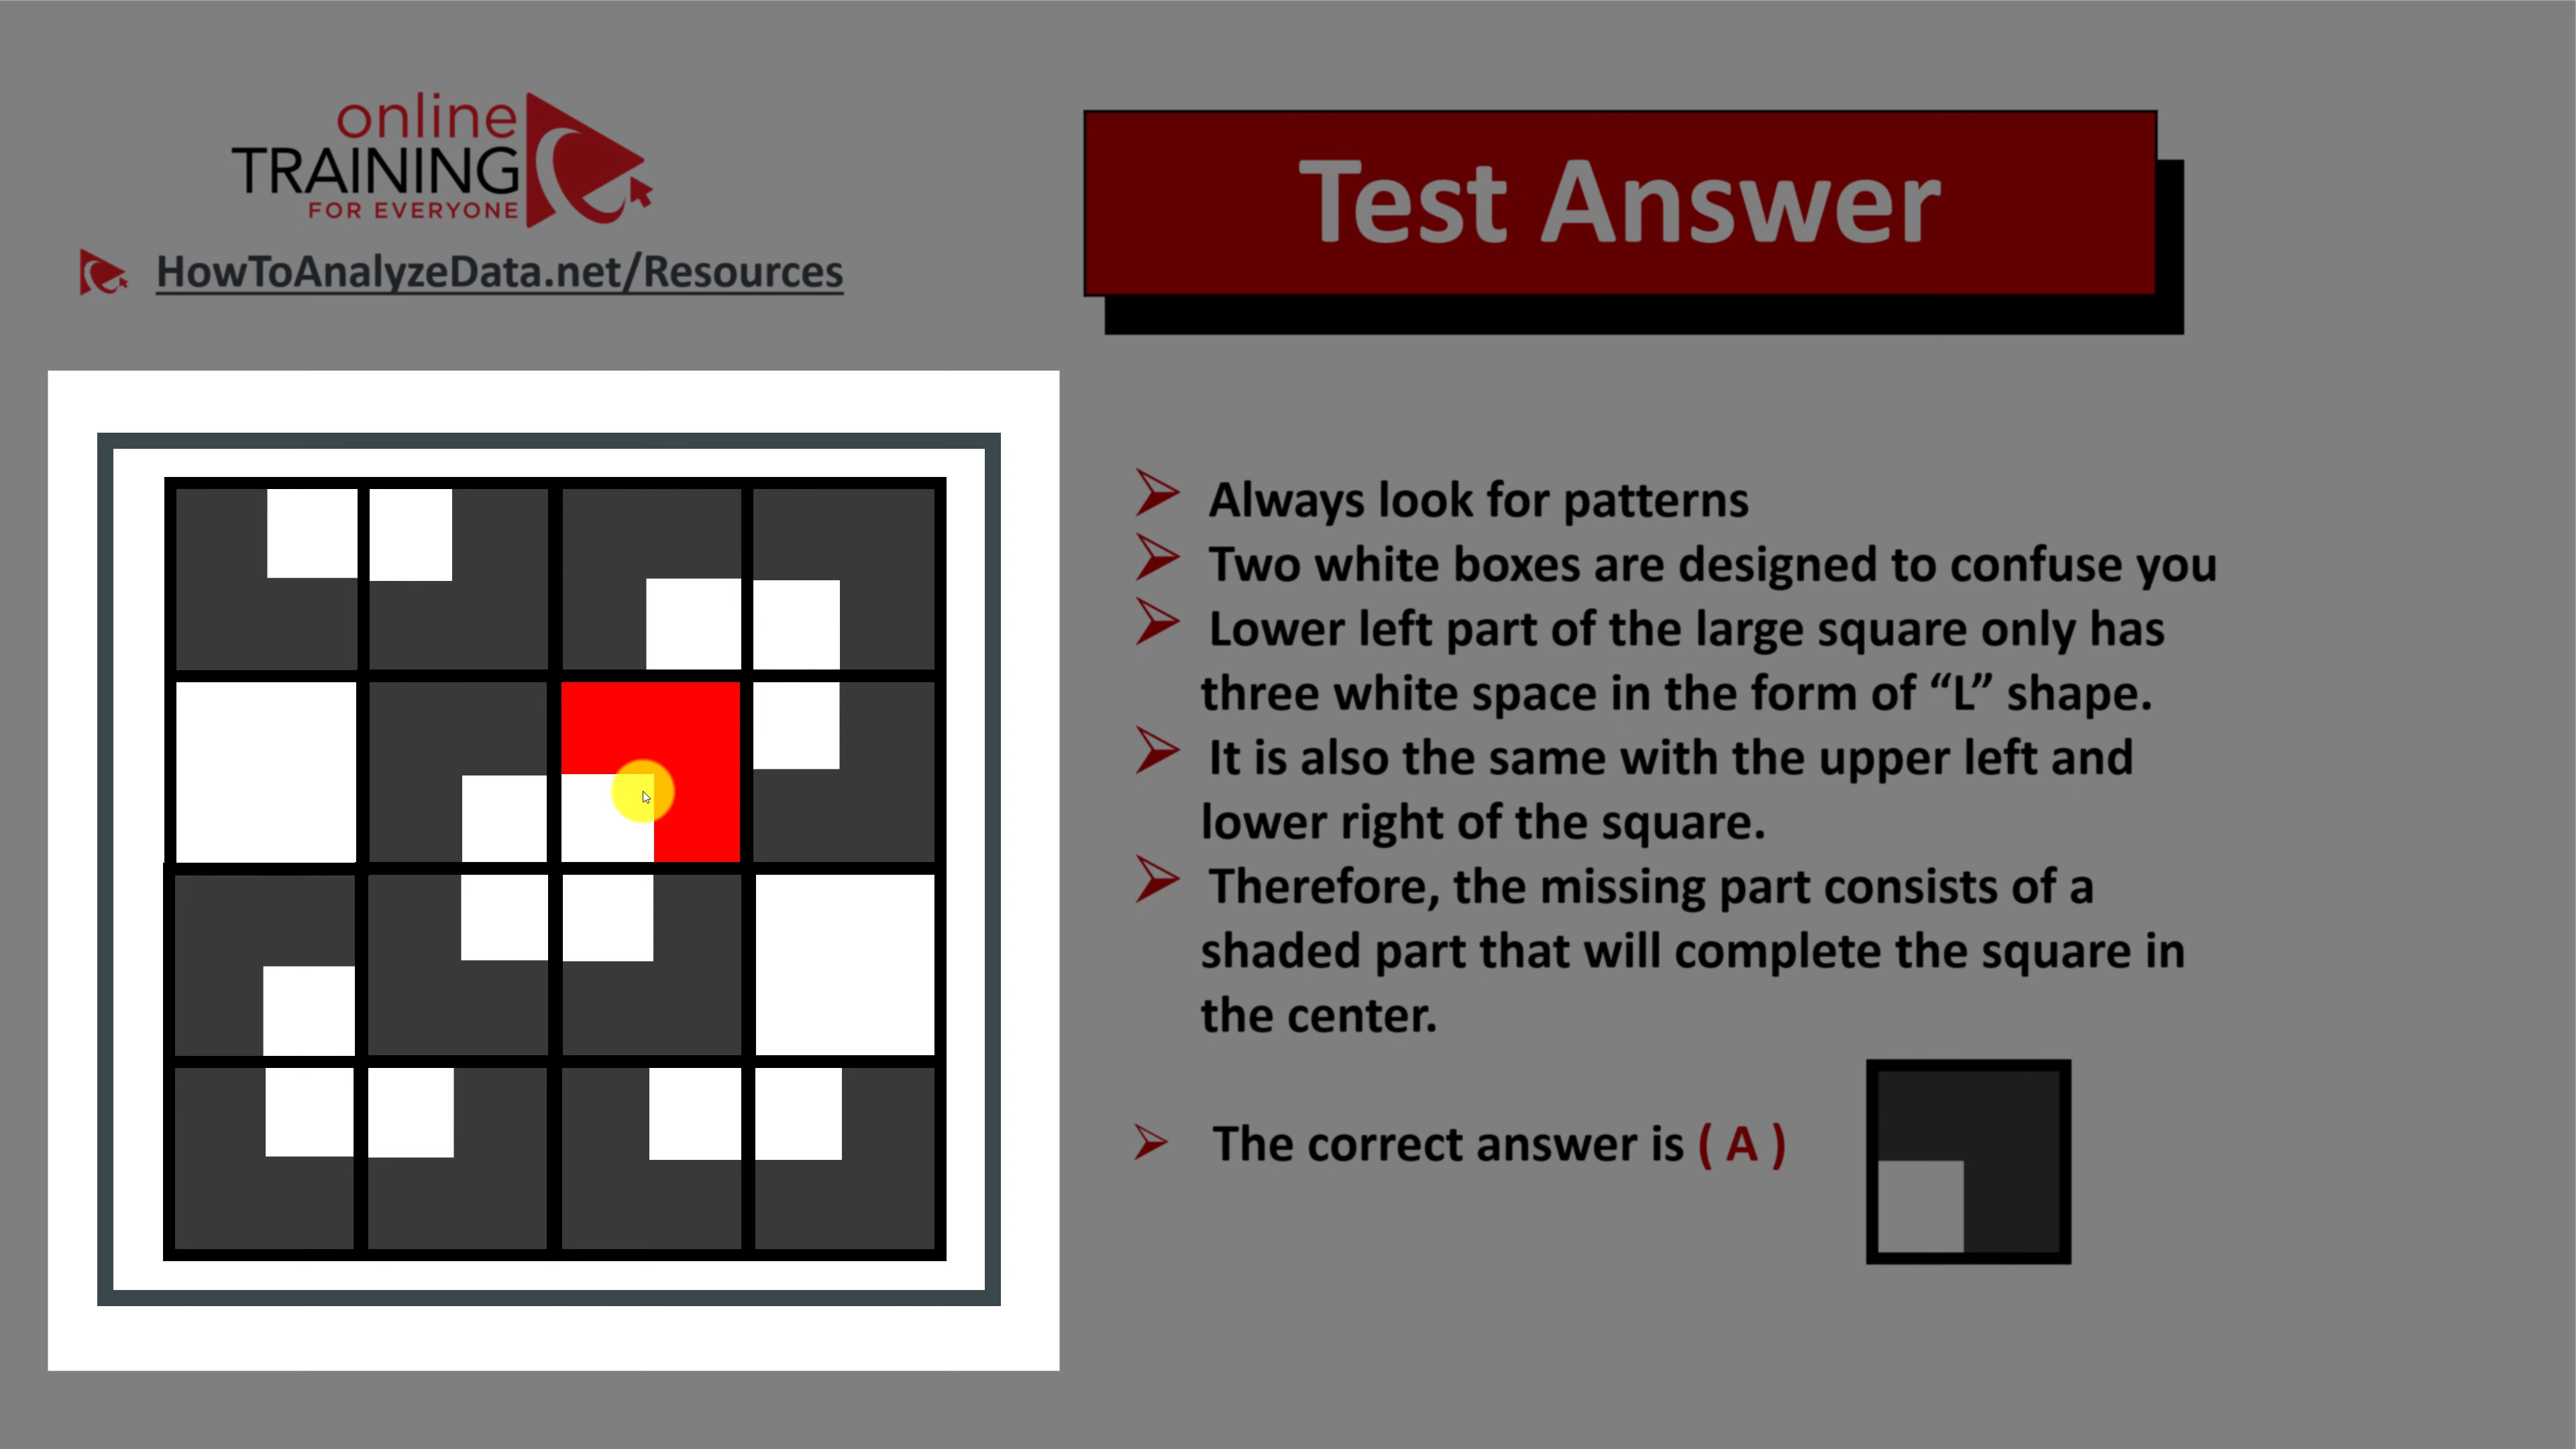 online
TRAINING
FOR EVERYONE
HowToAnalyzeData.net/Resources
Test Answer
Always look for patterns
Two white boxes are designed to confuse you
Lower left part of the large square only has
three white space in the form of “L” shape.
It is also the same with the upper left and
lower right of the square.
Therefore, the missing part consists of a
shaded part that will complete the square in
the center.
The correct answer is ( A )